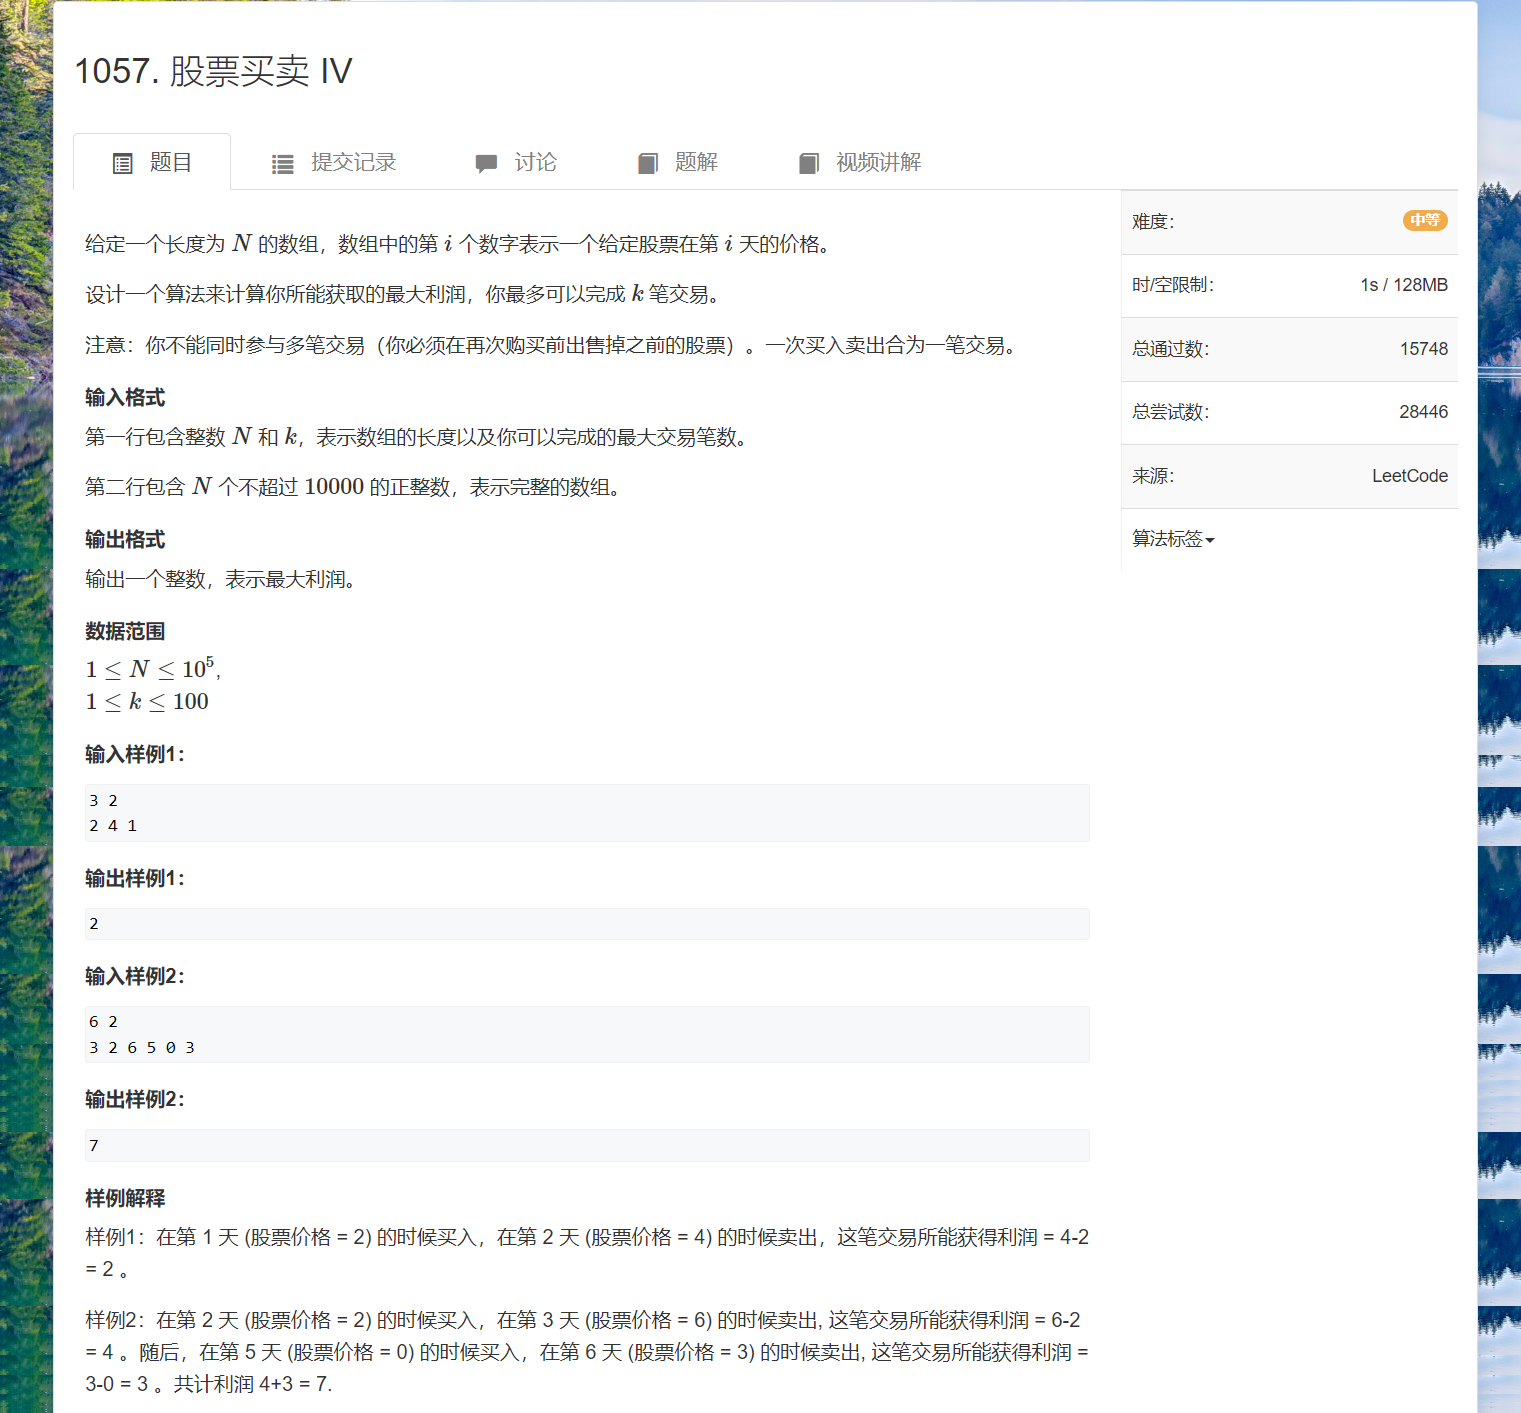 1057. 股票买卖 IV
题目
提交记录
讨论
题解
视频讲解
给定一个长度为 N 的数组，数组中的第 i 个数字表示一个给定股票在第 i 天的价格。
设计一个算法来计算你所能获取的最大利润，你最多可以完成 k 笔交易。
注意：你不能同时参与多笔交易（你必须在再次购买前出售掉之前的股票）。一次买入卖出合为一笔交易。
输入格式
第一行包含整数 N 和 k，表示数组的长度以及你可以完成的最大交易笔数。
第二行包含 N 个不超过 10000 的正整数，表示完整的数组。
输出格式
输出一个整数，表示最大利润。
数据范围
1 ≤ N ≤ 10⁵,
1 ≤ k ≤ 100
输入样例1：
3 2
2 4 1
输出样例1：
2
输入样例2：
6 2
3 2 6 5 0 3
输出样例2：
7
样例解释
样例1：在第 1 天 (股票价格 = 2) 的时候买入，在第 2 天 (股票价格 = 4) 的时候卖出，这笔交易所能获得利润 = 4-2
= 2 。
样例2：在第 2 天 (股票价格 = 2) 的时候买入，在第 3 天 (股票价格 = 6) 的时候卖出, 这笔交易所能获得利润 = 6-2
= 4 。随后，在第 5 天 (股票价格 = 0) 的时候买入，在第 6 天 (股票价格 = 3) 的时候卖出, 这笔交易所能获得利润 =
3-0 = 3 。共计利润 4+3 = 7.
难度： 中等
时/空限制： 1s / 128MB
总通过数： 15748
总尝试数： 28446
来源： LeetCode
算法标签